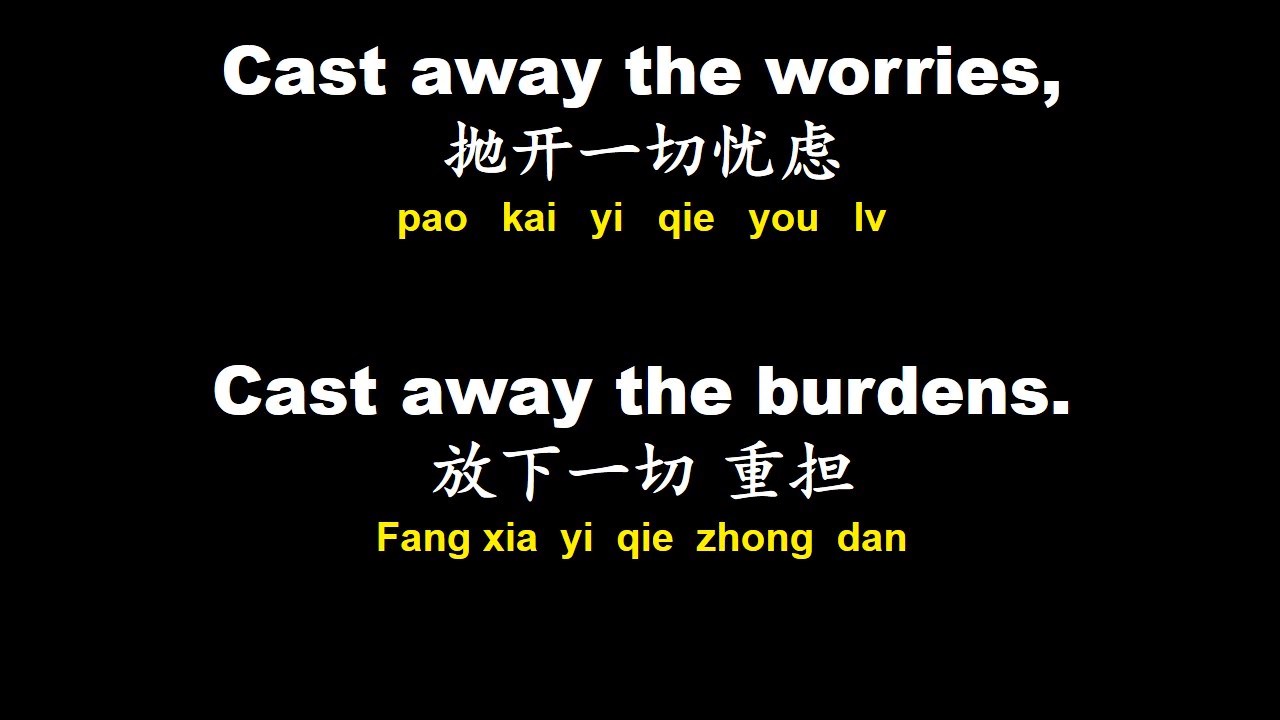 Cast away the worries,
抛开一切忧虑
pao kai yi qie you lv
Cast away the burdens.
放下一切 重担
Fang xia yi qie zhong dan